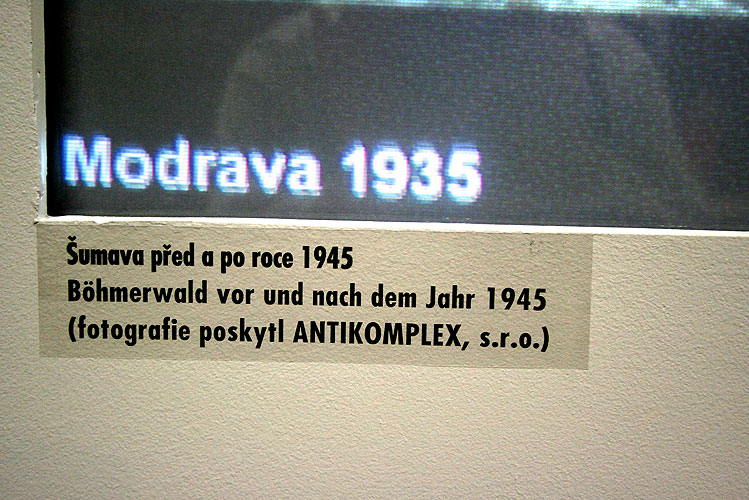 Modrava 1935
Šumava před a po roce 1945
Böhmerwald vor und nach dem Jahr 1945
(fotografie poskytl ANTIKOMPLEX, s.r.o.)